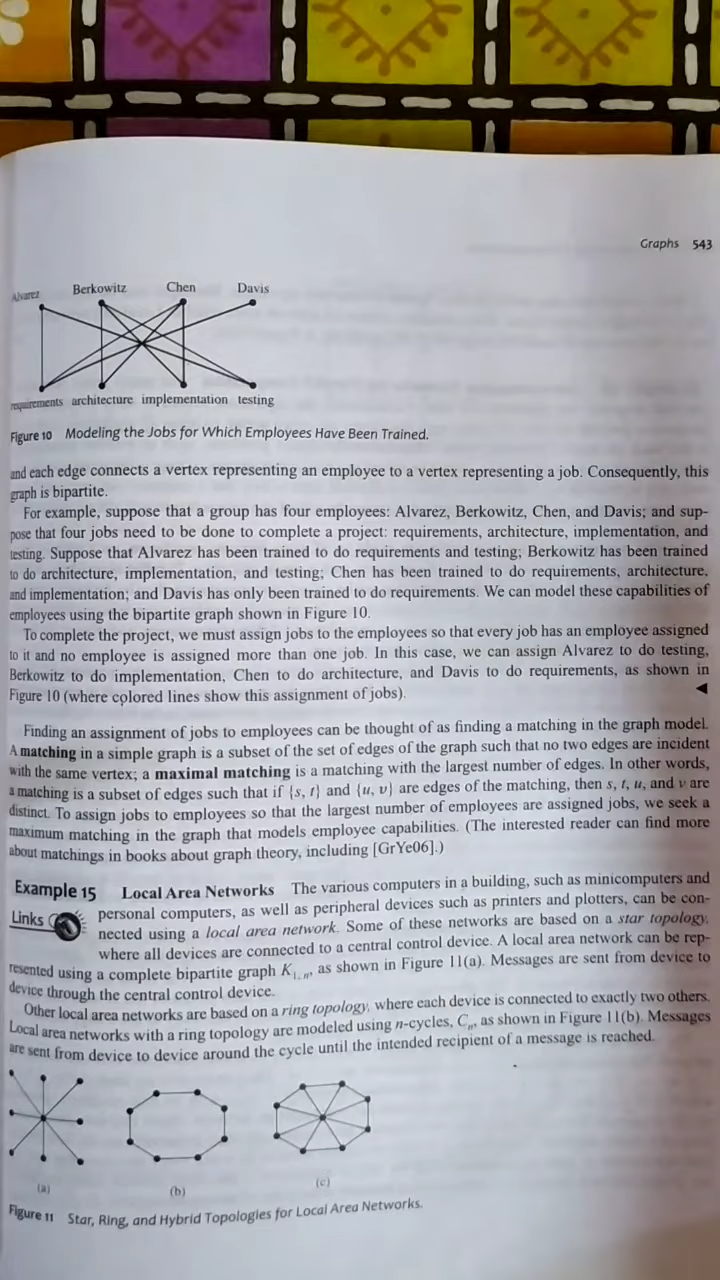 Graphs 543
Alvarez Berkowitz Chen Davis
requirements architecture implementation testing
Figure 10 Modeling the Jobs for Which Employees Have Been Trained.
and each edge connects a vertex representing an employee to a vertex representing a job. Consequently, this
graph is bipartite.
For example, suppose that a group has four employees: Alvarez, Berkowitz, Chen, and Davis; and sup-
pose that four jobs need to be done to complete a project: requirements, architecture, implementation, and
testing. Suppose that Alvarez has been trained to do requirements and testing; Berkowitz has been trained
to do architecture, implementation, and testing; Chen has been trained to do requirements, architecture,
and implementation; and Davis has only been trained to do requirements. We can model these capabilities of
employees using the bipartite graph shown in Figure 10.
To complete the project, we must assign jobs to the employees so that every job has an employee assigned
to it and no employee is assigned more than one job. In this case, we can assign Alvarez to do testing,
Berkowitz to do implementation, Chen to do architecture, and Davis to do requirements, as shown in
Figure 10 (where colored lines show this assignment of jobs). ◄
Finding an assignment of jobs to employees can be thought of as finding a matching in the graph model.
A matching in a simple graph is a subset of the set of edges of the graph such that no two edges are incident
with the same vertex; a maximal matching is a matching with the largest number of edges. In other words,
a matching is a subset of edges such that if {s, t} and {u, v} are edges of the matching, then s, t, u, and v are
distinct. To assign jobs to employees so that the largest number of employees are assigned jobs, we seek a
maximum matching in the graph that models employee capabilities. (The interested reader can find more
about matchings in books about graph theory, including [GrYe06].)
Example 15 Local Area Networks The various computers in a building, such as minicomputers and
Links personal computers, as well as peripheral devices such as printers and plotters, can be con-
nected using a local area network. Some of these networks are based on a star topology,
where all devices are connected to a central control device. A local area network can be rep-
resented using a complete bipartite graph K1, n, as shown in Figure 11(a). Messages are sent from device to
device through the central control device.
Other local area networks are based on a ring topology, where each device is connected to exactly two others.
Local area networks with a ring topology are modeled using n-cycles, Cn, as shown in Figure 11(b). Messages
are sent from device to device around the cycle until the intended recipient of a message is reached.
(a) (b) (c)
Figure 11 Star, Ring, and Hybrid Topologies for Local Area Networks.